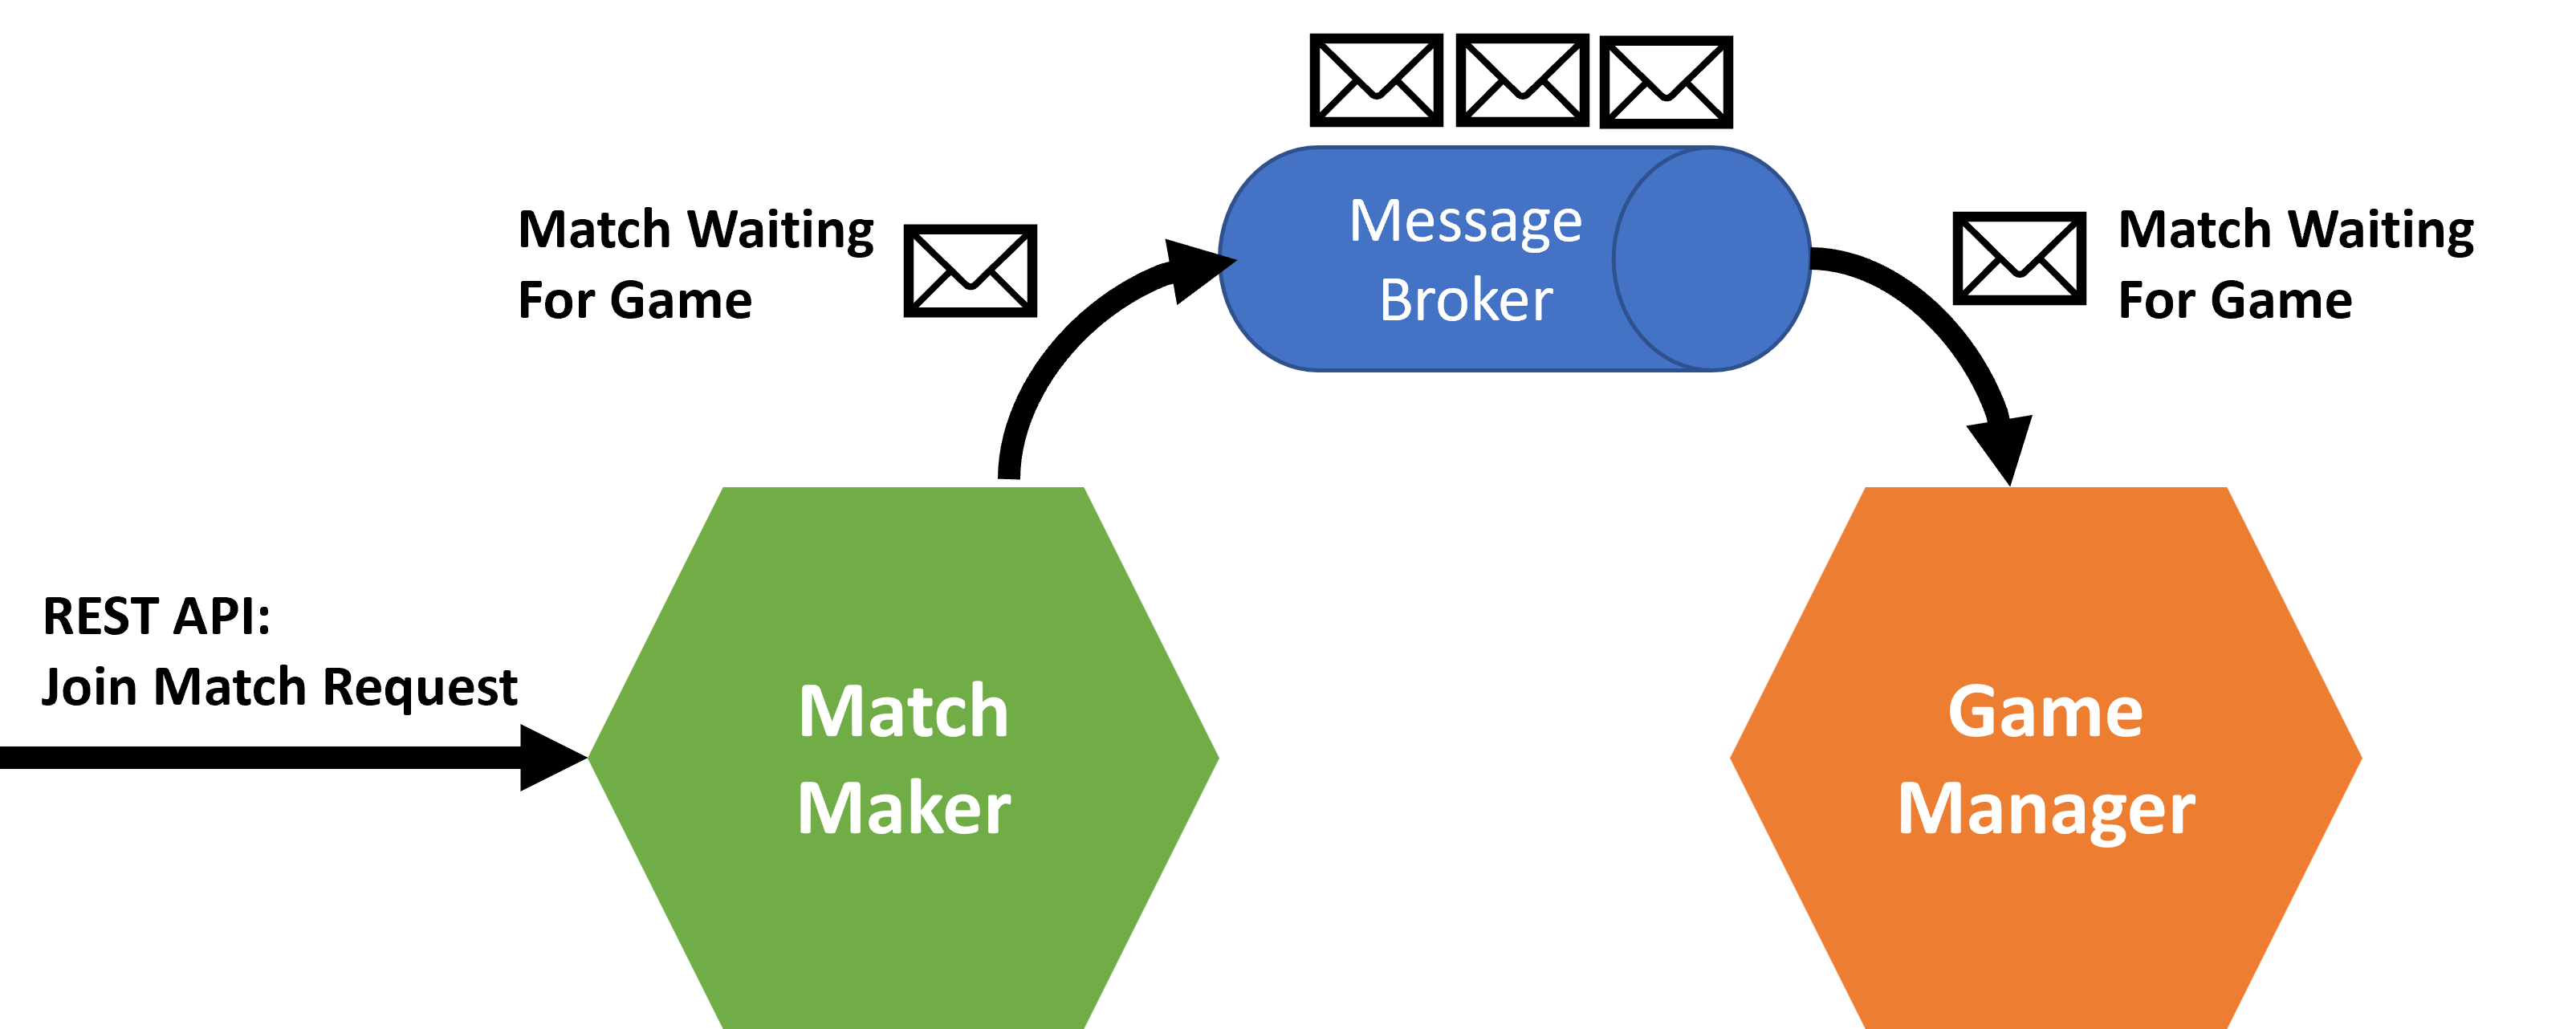 Match Waiting
For Game
Message
Broker
Match Waiting
For Game
REST API:
Join Match Request
Match
Maker
Game
Manager